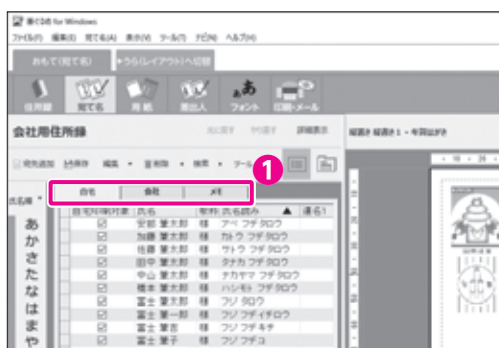 筆ぐるめ for Windows
ファイル(F) 編集(E) 宛て名(A) 表示(V) ツール(T) ナビ(N) ヘルプ(H)
おもて(宛て名) うら(レイアウト)へ切替
住所録 宛て名 用紙 差出人 フォント 印刷・メール
会社用住所録 元に戻す やり直す 詳細表示
宛先追加 保存 編集 検索 ツール
1
自宅 会社 メモ
氏名順
自宅印刷対象 氏名 敬称 氏名読み ▲ 連名1
安部 筆太郎 様 アベ フデタロウ
加藤 筆太郎 様 カトウ フデタロウ
佐藤 筆太郎 様 サトウ フデタロウ
田中 筆太郎 様 タナカ フデタロウ
中山 筆太郎 様 ナカヤマ フデタロウ
橋本 筆太郎 様 ハシモト フデタロウ
富士 筆太郎 様 フジ
富士 筆一郎 様 フジ フデイチロウ
富士 筆吉 様 フジ フデキチ
富士 筆子 様 フジ フデコ
あ
か
さ
た
な
は
ま
や